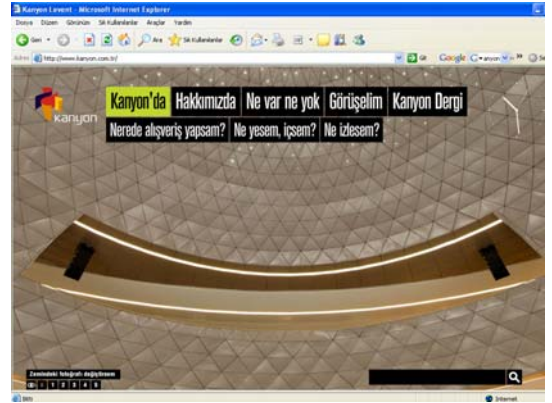 Kanyon Levent - Microsoft Internet Explorer
Dosya Düzen Görünüm Sık Kullanılanlar Araçlar Yardım
Geri Ara Sık Kullanılanlar
Adres http://www.kanyon.com.tr/ Git Google
kanyon
Kanyon'da Hakkımızda Ne var ne yok Görüşelim Kanyon Dergi
Nerede alışveriş yapsam? Ne yesem, içsem? Ne izlesem?
Zemindeki fotoğrafı değiştirsem
1 2 3 4 5
Internet